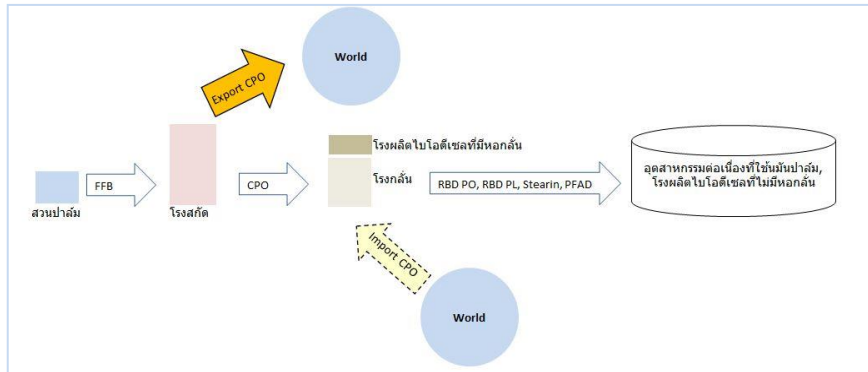 World
Export CPO
โรงผลิตไบโอดีเซลที่มีหอกลั่น
สวนปาล์ม
FFB
โรงสกัด
CPO
โรงกลั่น
RBD PO, RBD PL, Stearin, PFAD
อุตสาหกรรมต่อเนื่องที่ใช้นมันปาล์ม,
โรงผลิตไบโอดีเซลที่ไม่มีหอกลั่น
Import CPO
World